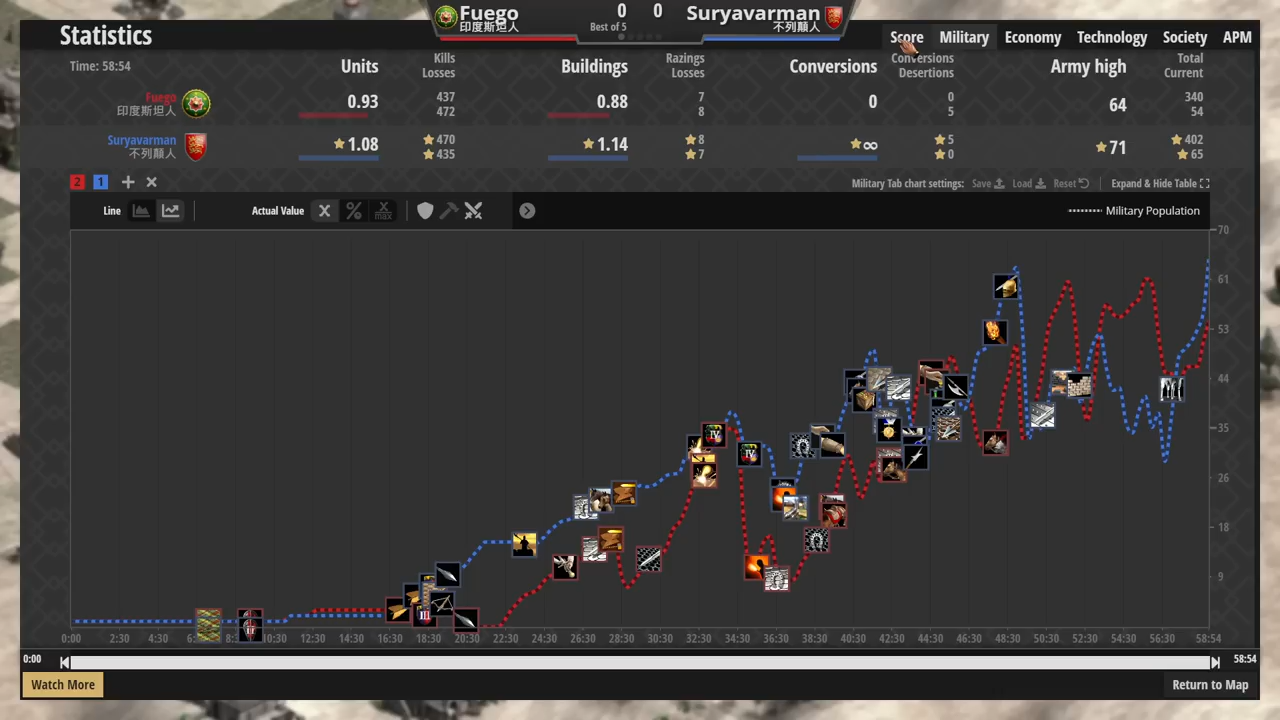 Fuego 0 0 Suryavarman
印度斯坦人 Best of 5 不列顛人
Statistics
Score Military Economy Technology Society APM
Time: 58:54
Units Kills Losses Buildings Razings Losses Conversions Conversions Desertions Army high Total Current
Fuego 印度斯坦人 0.93 437 472 0.88 7 8 0 0 5 64 340 54
Suryavarman 不列顛人 1.08 470 435 1.14 8 7 ∞ 5 0 71 402 65
2 1 + × Military Tab chart settings: Save Load Reset Expand & Hide Table
Line Actual Value X % X/max Military Population
70
61
53
44
35
26
18
9
0:00 2:30 4:30 10:30 12:30 14:30 16:30 18:30 20:30 22:30 24:30 26:30 28:30 30:30 32:30 34:30 36:30 38:30 40:30 42:30 44:30 46:30 48:30 50:30 52:30 54:30 56:30 58:54
0:00 58:54
Watch More Return to Map